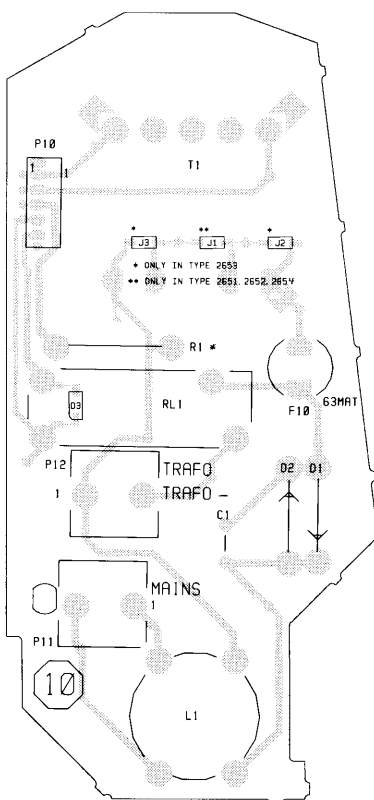 P10
1
1
T1
* ** *
J3 J1 J2
* ONLY IN TYPE 2653
** ONLY IN TYPE 2651, 2652, 2654
R1 *
D3
RL1
F10
63MAT
P12
TRAFO
1
TRAFO
C1
D2 D1
MAINS
1
P11
10
L1